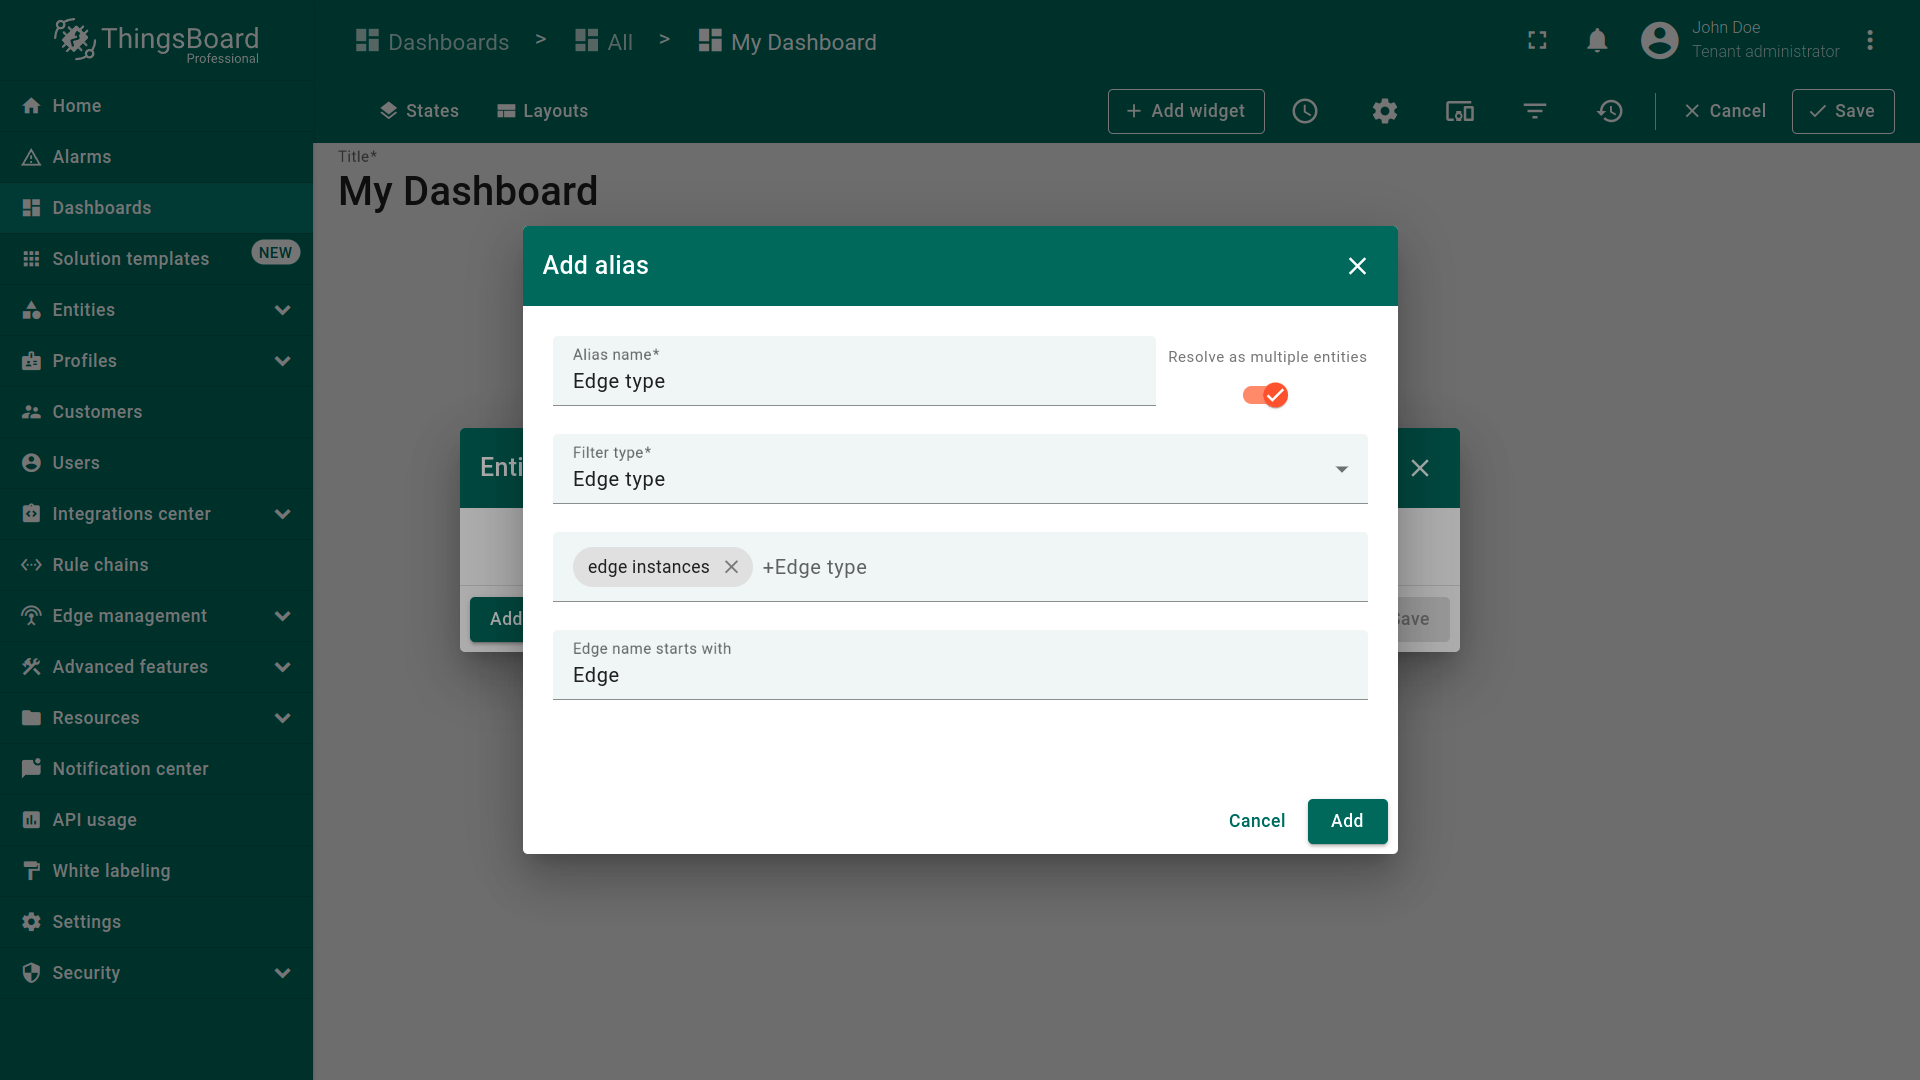 ThingsBoard
Professional
Dashboards > All > My Dashboard
John Doe
Tenant administrator
States
Layouts
+ Add widget
Cancel
Save
Home
Alarms
Dashboards
Solution templates NEW
Entities
Profiles
Customers
Users
Integrations center
Rule chains
Edge management
Advanced features
Resources
Notification center
API usage
White labeling
Settings
Security
Title*
My Dashboard
Add alias
Alias name*
Edge type
Resolve as multiple entities
Filter type*
Edge type
edge instances
+Edge type
Edge name starts with
Edge
Cancel
Add
Enti
Add
ave